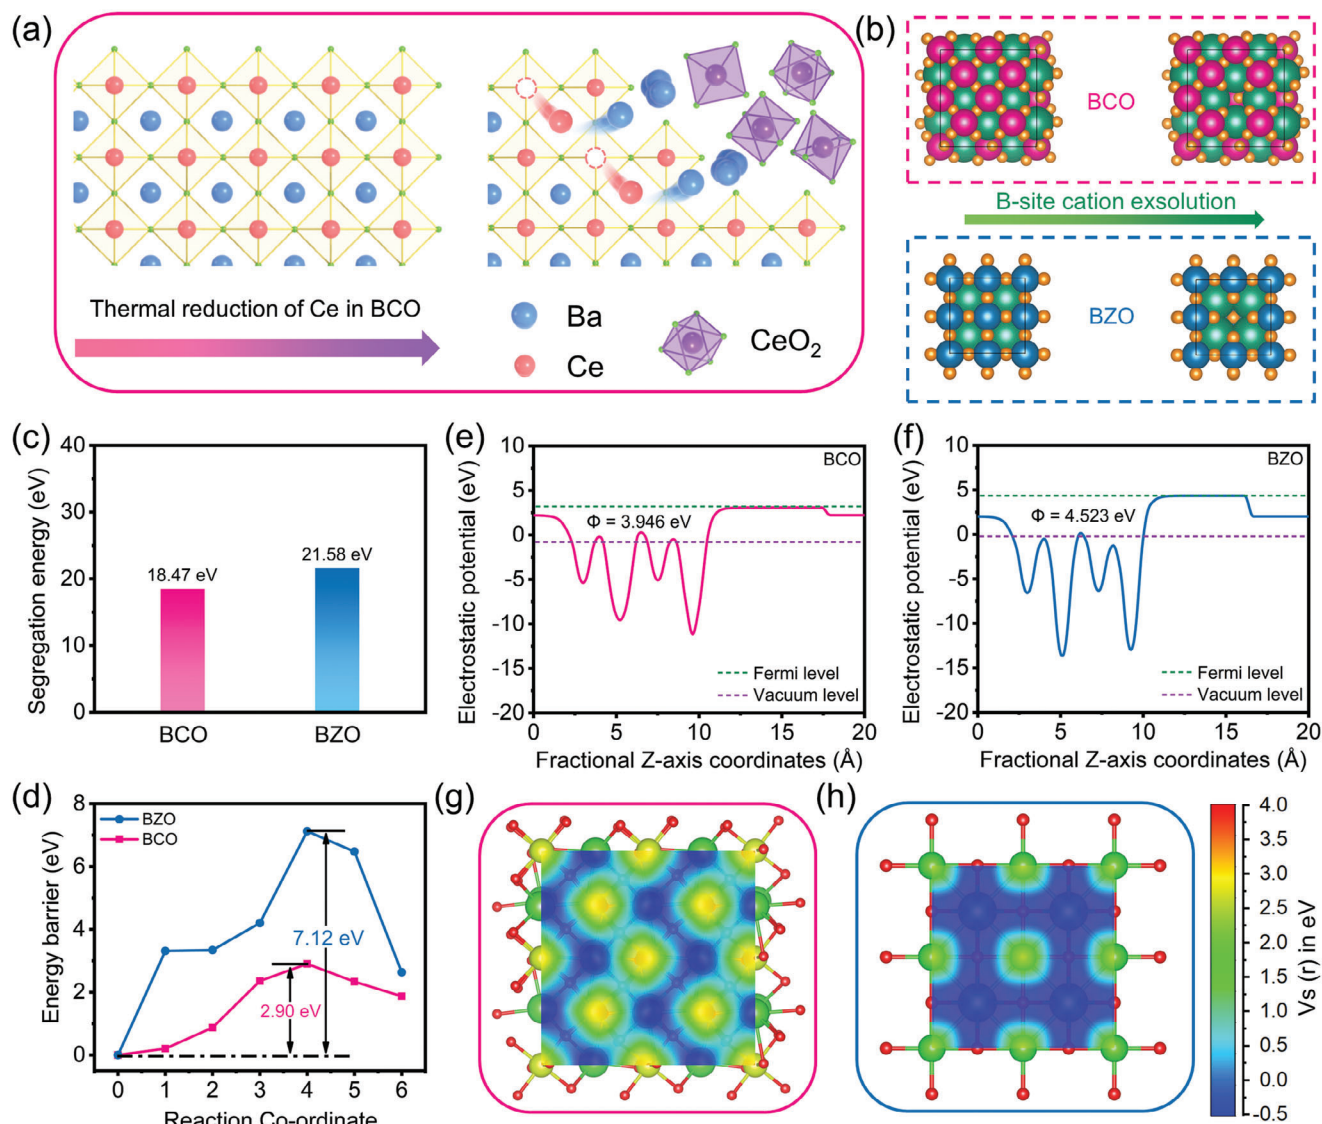 (a)
Thermal reduction of Ce in BCO
Ba
Ce
CeO2
(b)
BCO
B-site cation exsolution
BZO
(c)
Segregation energy (eV)
40
30
20
10
0
18.47 eV
21.58 eV
BCO
BZO
(e)
Electrostatic potential (eV)
10
5
0
-5
-10
-15
-20
BCO
Φ = 3.946 eV
Fermi level
Vacuum level
0
5
10
15
20
Fractional Z-axis coordinates (Å)
(f)
Electrostatic potential (eV)
10
5
0
-5
-10
-15
-20
BZO
Φ = 4.523 eV
Fermi level
Vacuum level
0
5
10
15
20
Fractional Z-axis coordinates (Å)
(d)
Energy barrier (eV)
8
6
4
2
0
BZO
BCO
7.12 eV
2.90 eV
0
1
2
3
4
5
6
Reaction Co-ordinate
(g)
(h)
4.0
3.5
3.0
2.5
2.0
1.5
1.0
0.5
0.0
-0.5
Vs (r) in eV